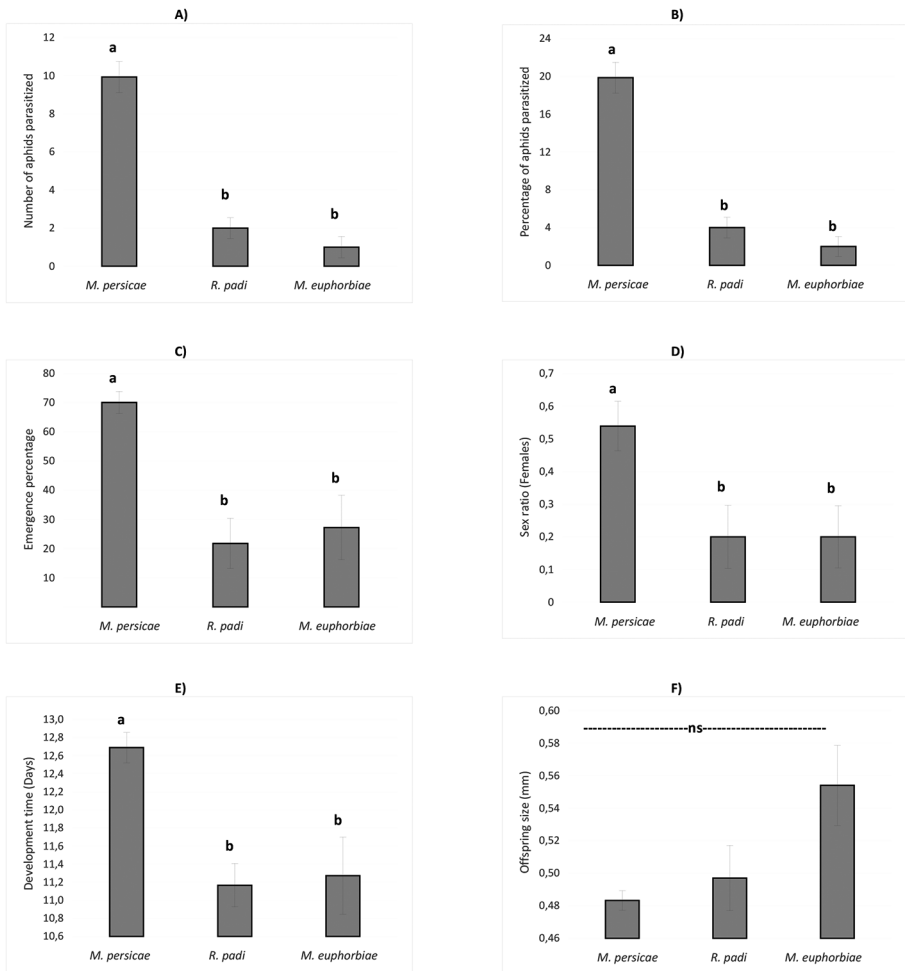 A)
Number of aphids parasitized
12
10
8
6
4
2
0
a
b
b
M. persicae R. padi M. euphorbiae
B)
Percentage of aphids parasitized
24
20
16
12
8
4
0
a
b
b
M. persicae R. padi M. euphorbiae
C)
Emergence percentage
80
70
60
50
40
30
20
10
a
b
b
M. persicae R. padi M. euphorbiae
D)
Sex ratio (Females)
0,7
0,6
0,5
0,4
0,3
0,2
0,1
0
a
b
b
M. persicae R. padi M. euphorbiae
E)
Development time (Days)
13,0
12,8
12,6
12,4
12,2
12,0
11,8
11,6
11,4
11,2
11,0
10,8
10,6
a
b
b
M. persicae R. padi M. euphorbiae
F)
Offspring size (mm)
0,60
0,58
0,56
0,54
0,52
0,50
0,48
0,46
ns
M. persicae R. padi M. euphorbiae